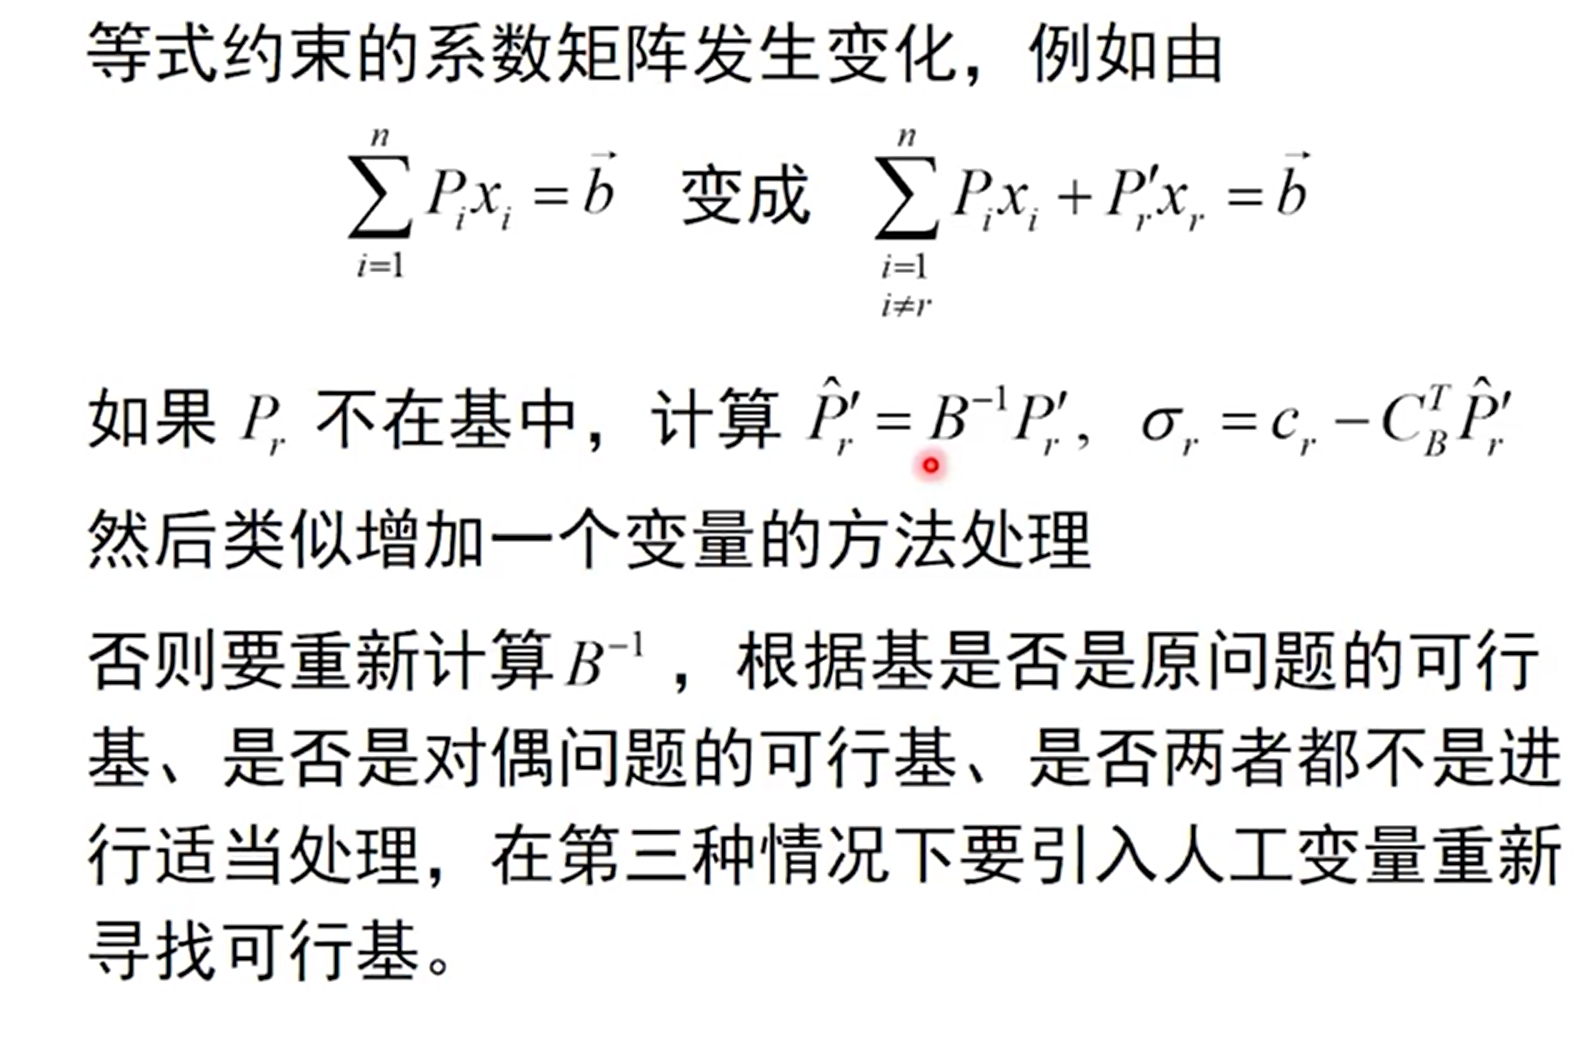 等式约束的系数矩阵发生变化，例如由
$\sum_{i=1}^{n} P_i x_i = \vec{b}$ 变成 $\sum_{\substack{i=1 \\ i \neq r}}^{n} P_i x_i + P'_r x_r = \vec{b}$
如果 $P_r$ 不在基中，计算 $\hat{P}'_r = B^{-1} P'_r$, $\sigma_r = c_r - C_B^T \hat{P}'_r$
然后类似增加一个变量的方法处理
否则要重新计算 $B^{-1}$ ，根据基是否是原问题的可行
基、是否是对偶问题的可行基、是否两者都不是进
行适当处理，在第三种情况下要引入人工变量重新
寻找可行基。